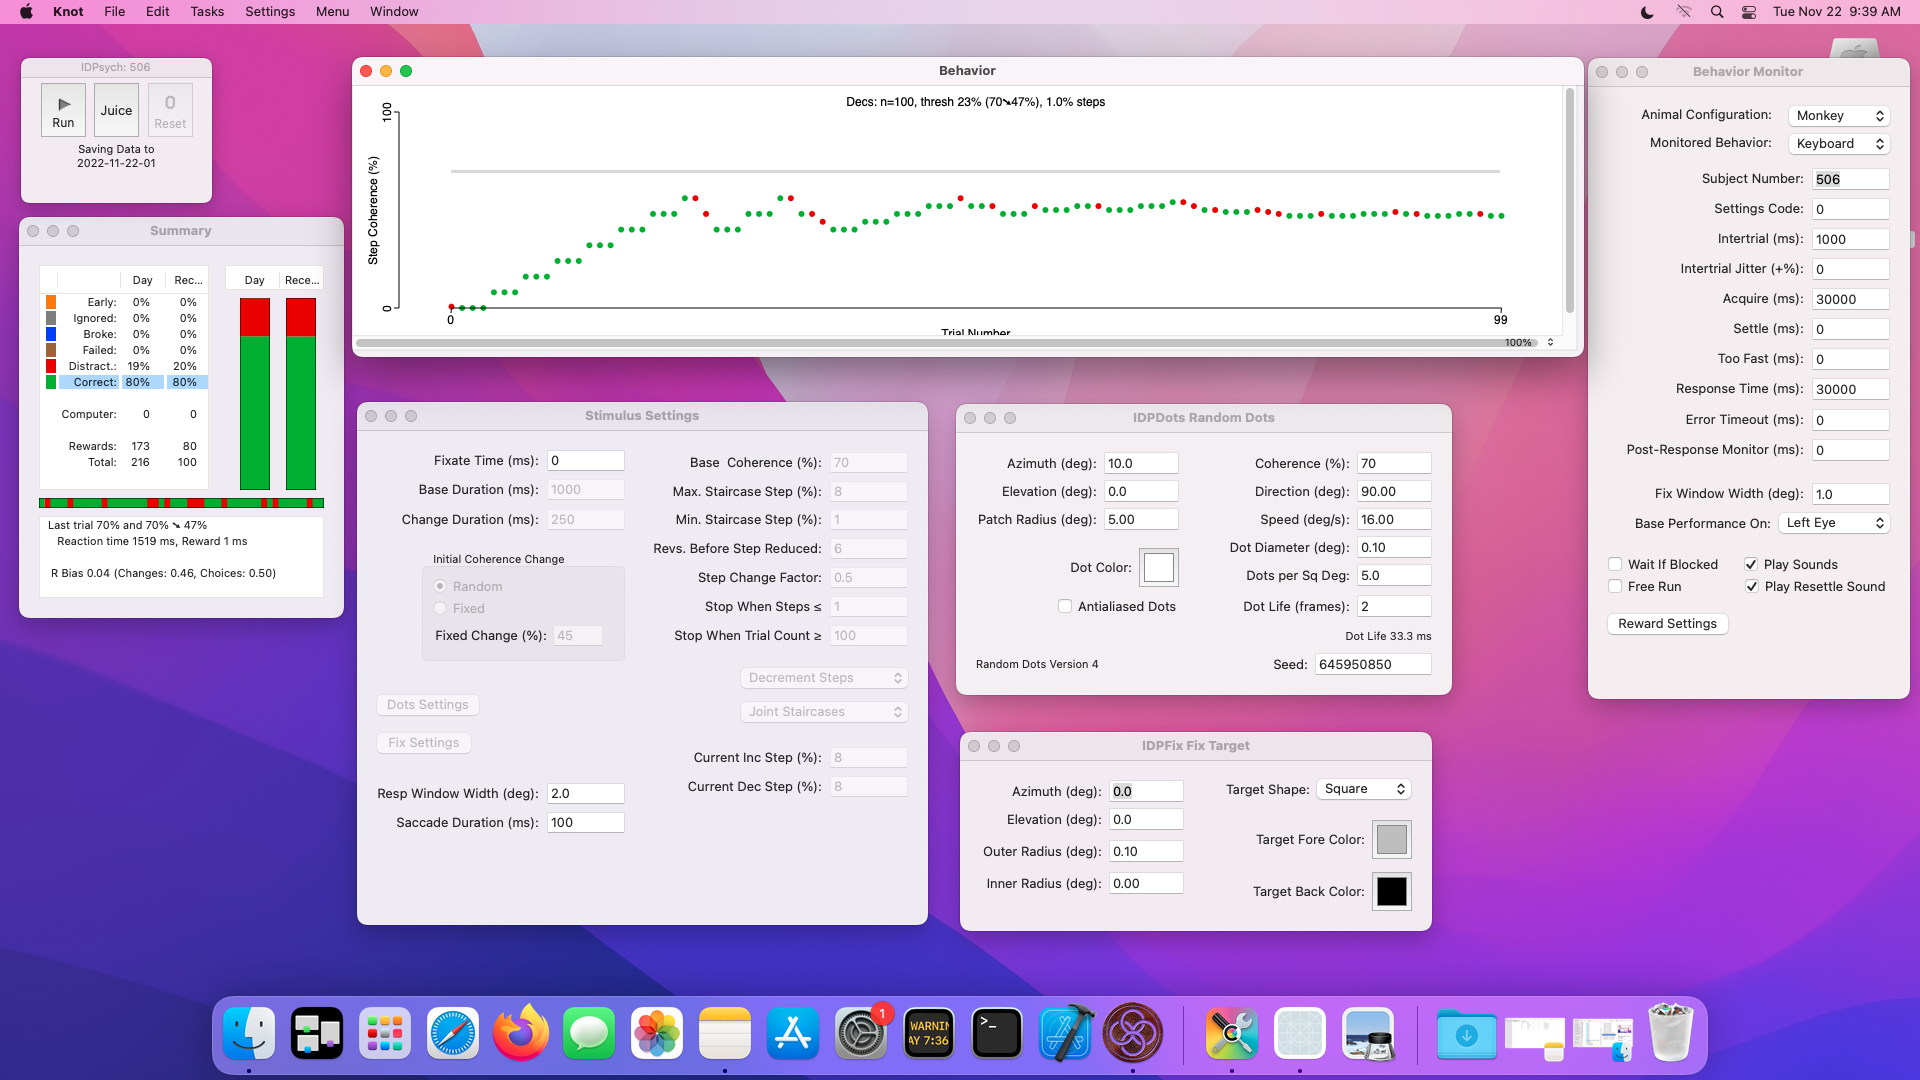 Knot File Edit Tasks Settings Menu Window
Tue Nov 22 9:39 AM
IDPsych: 506
Run
Juice
0
Reset
Saving Data to
2022-11-22-01
Summary
Day Rec...
Early: 0% 0%
Ignored: 0% 0%
Broke: 0% 0%
Failed: 0% 0%
Distract.: 19% 20%
Correct: 80% 80%
Computer: 0 0
Rewards: 173 80
Total: 216 100
Day Rece...
Last trial 70% and 70% ➘ 47%
Reaction time 1519 ms, Reward 1 ms
R Bias 0.04 (Changes: 0.46, Choices: 0.50)
Behavior
Decs: n=100, thresh 23% (70➘47%), 1.0% steps
100
Step Coherence (%)
0
0
99
Trial Number
100%
Stimulus Settings
Fixate Time (ms): 0
Base Duration (ms): 1000
Change Duration (ms): 250
Initial Coherence Change
Random
Fixed
Fixed Change (%): 45
Dots Settings
Fix Settings
Resp Window Width (deg): 2.0
Saccade Duration (ms): 100
Base Coherence (%): 70
Max. Staircase Step (%): 8
Min. Staircase Step (%): 1
Revs. Before Step Reduced: 6
Step Change Factor: 0.5
Stop When Steps ≤ 1
Stop When Trial Count ≥ 100
Decrement Steps
Joint Staircases
Current Inc Step (%): 8
Current Dec Step (%): 8
IDPDots Random Dots
Azimuth (deg): 10.0
Elevation (deg): 0.0
Patch Radius (deg): 5.00
Dot Color:
Antialiased Dots
Random Dots Version 4
Coherence (%): 70
Direction (deg): 90.00
Speed (deg/s): 16.00
Dot Diameter (deg): 0.10
Dots per Sq Deg: 5.0
Dot Life (frames): 2
Dot Life 33.3 ms
Seed: 645950850
IDPFix Fix Target
Azimuth (deg): 0.0
Elevation (deg): 0.0
Outer Radius (deg): 0.10
Inner Radius (deg): 0.00
Target Shape: Square
Target Fore Color:
Target Back Color:
Behavior Monitor
Animal Configuration: Monkey
Monitored Behavior: Keyboard
Subject Number: 506
Settings Code: 0
Intertrial (ms): 1000
Intertrial Jitter (+%): 0
Acquire (ms): 30000
Settle (ms): 0
Too Fast (ms): 0
Response Time (ms): 30000
Error Timeout (ms): 0
Post-Response Monitor (ms): 0
Fix Window Width (deg): 1.0
Base Performance On: Left Eye
Wait If Blocked Play Sounds
Free Run Play Resettle Sound
Reward Settings
1
WARNIN
AY 7:36
>_